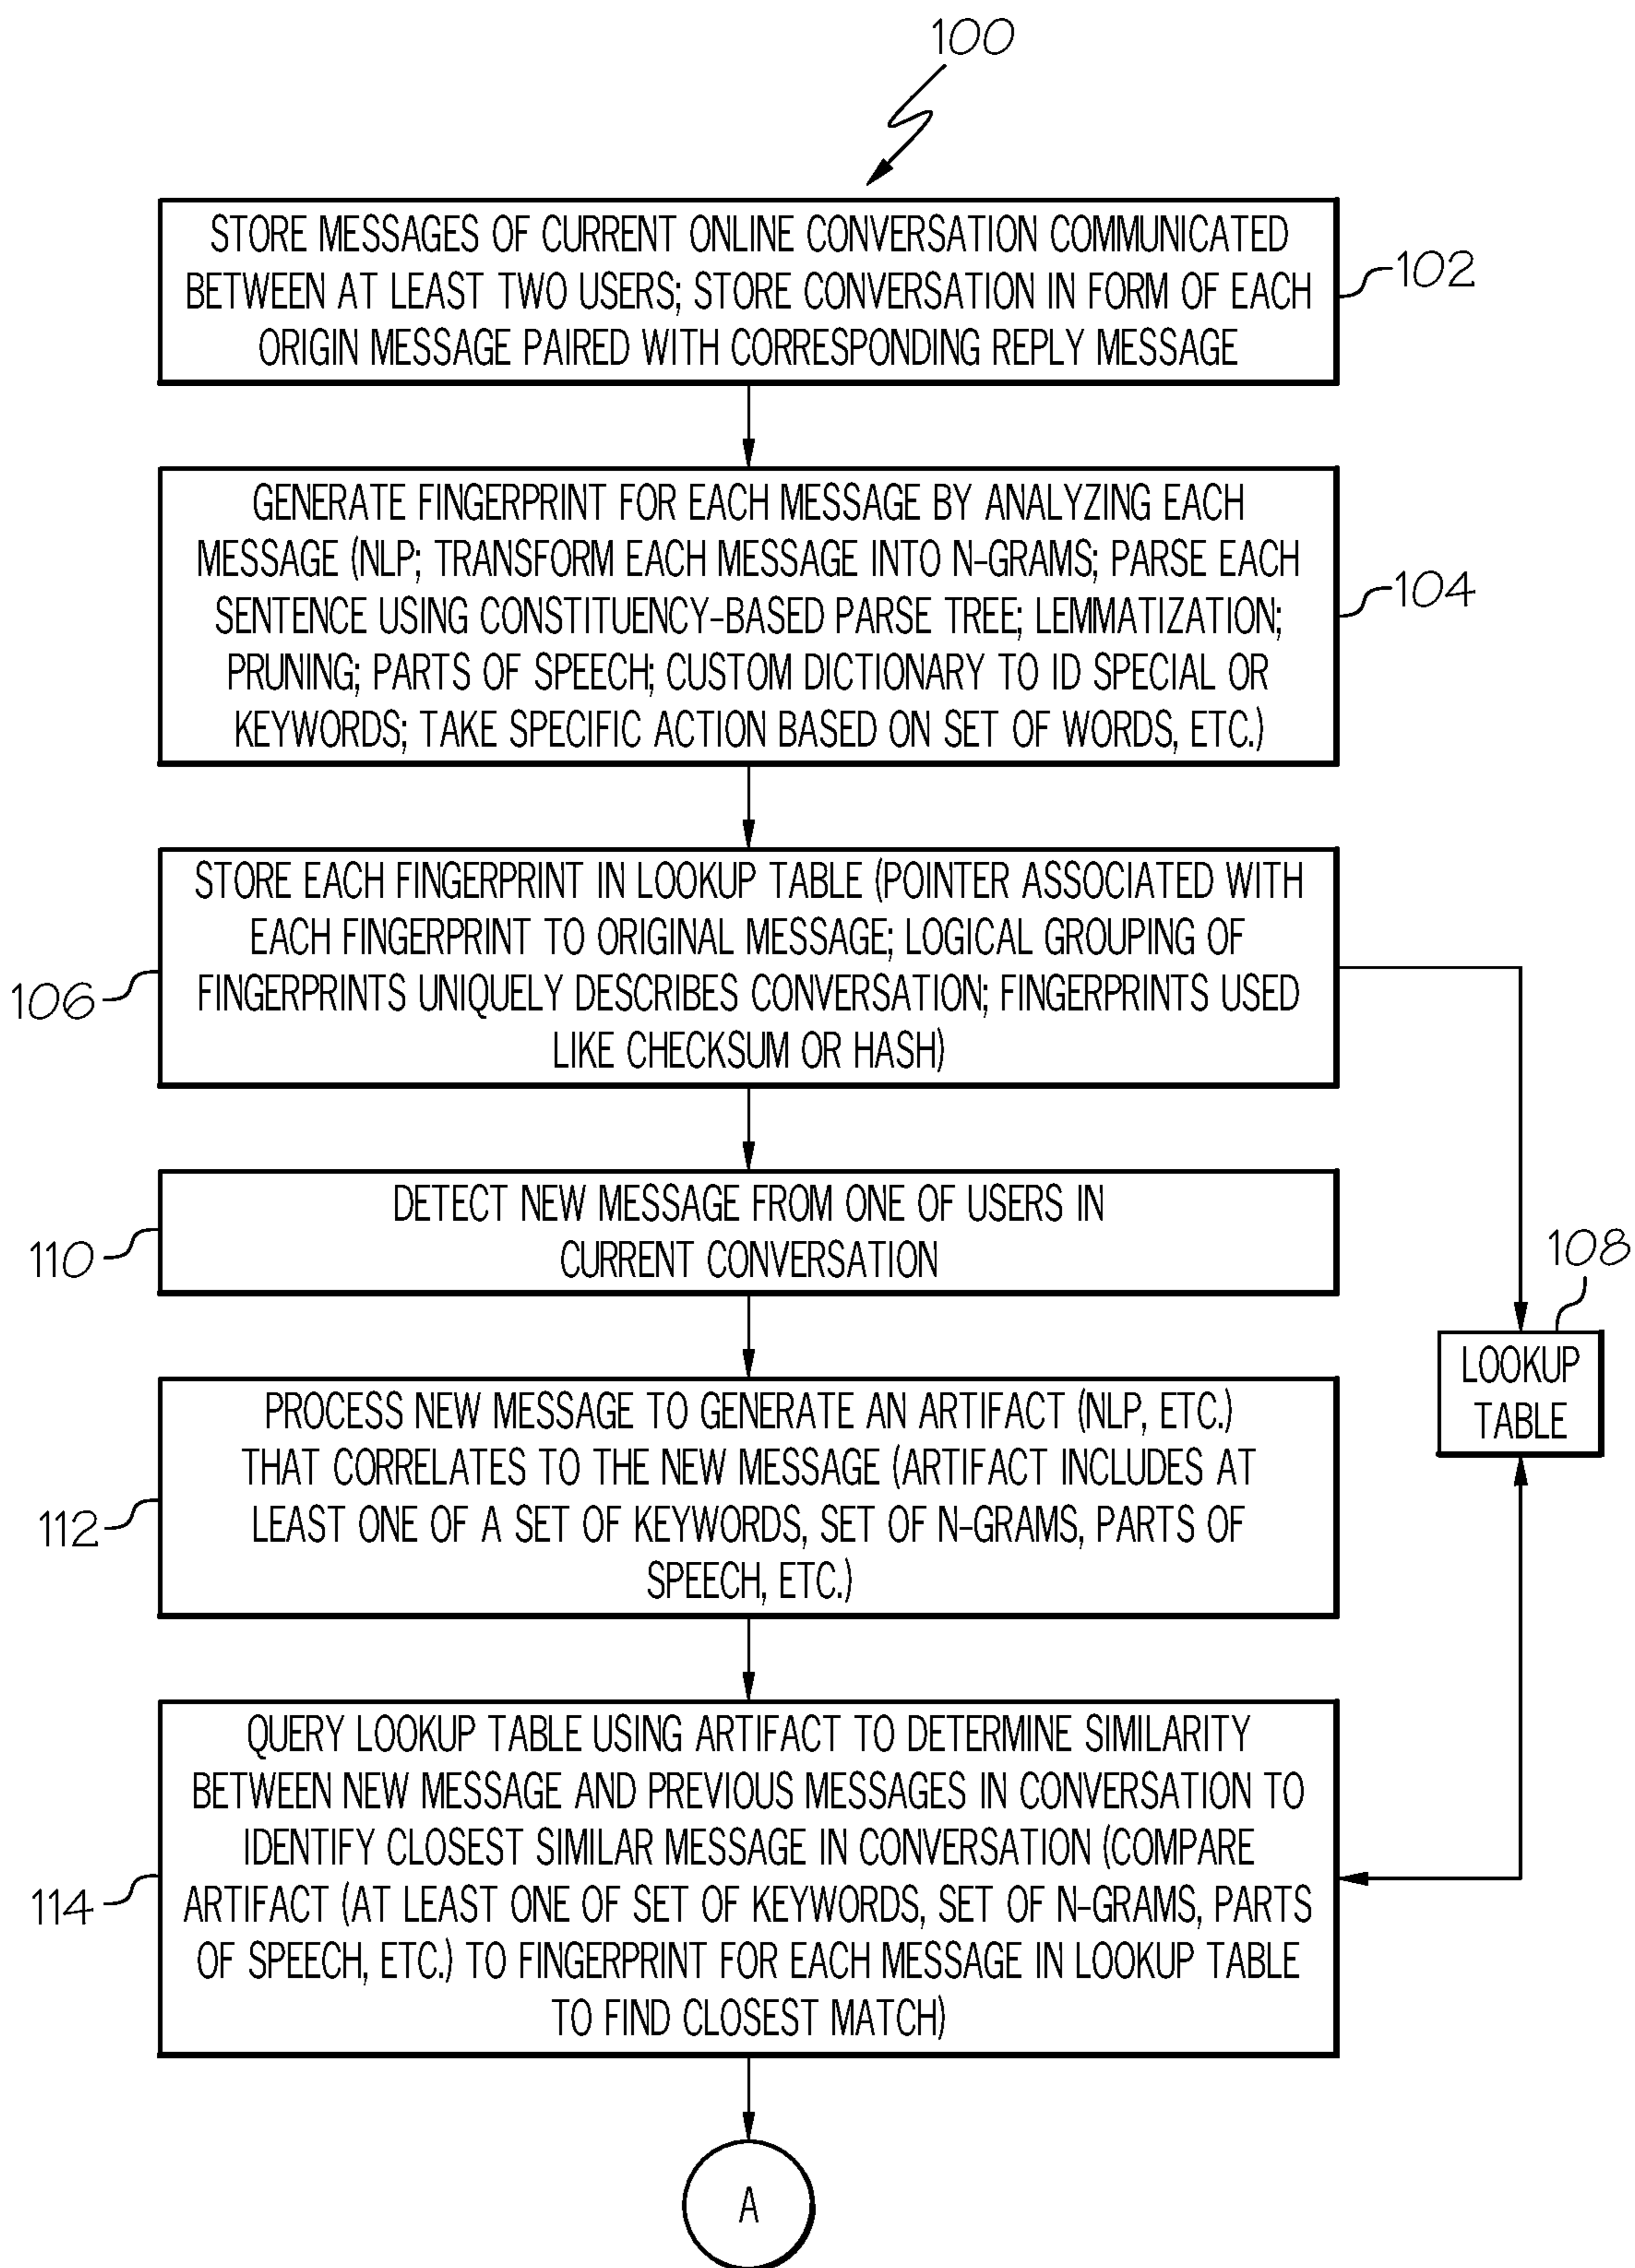 100
STORE MESSAGES OF CURRENT ONLINE CONVERSATION COMMUNICATED
BETWEEN AT LEAST TWO USERS; STORE CONVERSATION IN FORM OF EACH
ORIGIN MESSAGE PAIRED WITH CORRESPONDING REPLY MESSAGE
102
GENERATE FINGERPRINT FOR EACH MESSAGE BY ANALYZING EACH
MESSAGE (NLP; TRANSFORM EACH MESSAGE INTO N-GRAMS; PARSE EACH
SENTENCE USING CONSTITUENCY-BASED PARSE TREE; LEMMATIZATION;
PRUNING; PARTS OF SPEECH; CUSTOM DICTIONARY TO ID SPECIAL OR
KEYWORDS; TAKE SPECIFIC ACTION BASED ON SET OF WORDS, ETC.)
104
STORE EACH FINGERPRINT IN LOOKUP TABLE (POINTER ASSOCIATED WITH
EACH FINGERPRINT TO ORIGINAL MESSAGE; LOGICAL GROUPING OF
FINGERPRINTS UNIQUELY DESCRIBES CONVERSATION; FINGERPRINTS USED
LIKE CHECKSUM OR HASH)
106
DETECT NEW MESSAGE FROM ONE OF USERS IN
CURRENT CONVERSATION
110
108
LOOKUP
TABLE
PROCESS NEW MESSAGE TO GENERATE AN ARTIFACT (NLP, ETC.)
THAT CORRELATES TO THE NEW MESSAGE (ARTIFACT INCLUDES AT
LEAST ONE OF A SET OF KEYWORDS, SET OF N-GRAMS, PARTS OF
SPEECH, ETC.)
112
QUERY LOOKUP TABLE USING ARTIFACT TO DETERMINE SIMILARITY
BETWEEN NEW MESSAGE AND PREVIOUS MESSAGES IN CONVERSATION TO
IDENTIFY CLOSEST SIMILAR MESSAGE IN CONVERSATION (COMPARE
ARTIFACT (AT LEAST ONE OF SET OF KEYWORDS, SET OF N-GRAMS, PARTS
OF SPEECH, ETC.) TO FINGERPRINT FOR EACH MESSAGE IN LOOKUP TABLE
TO FIND CLOSEST MATCH)
114
A